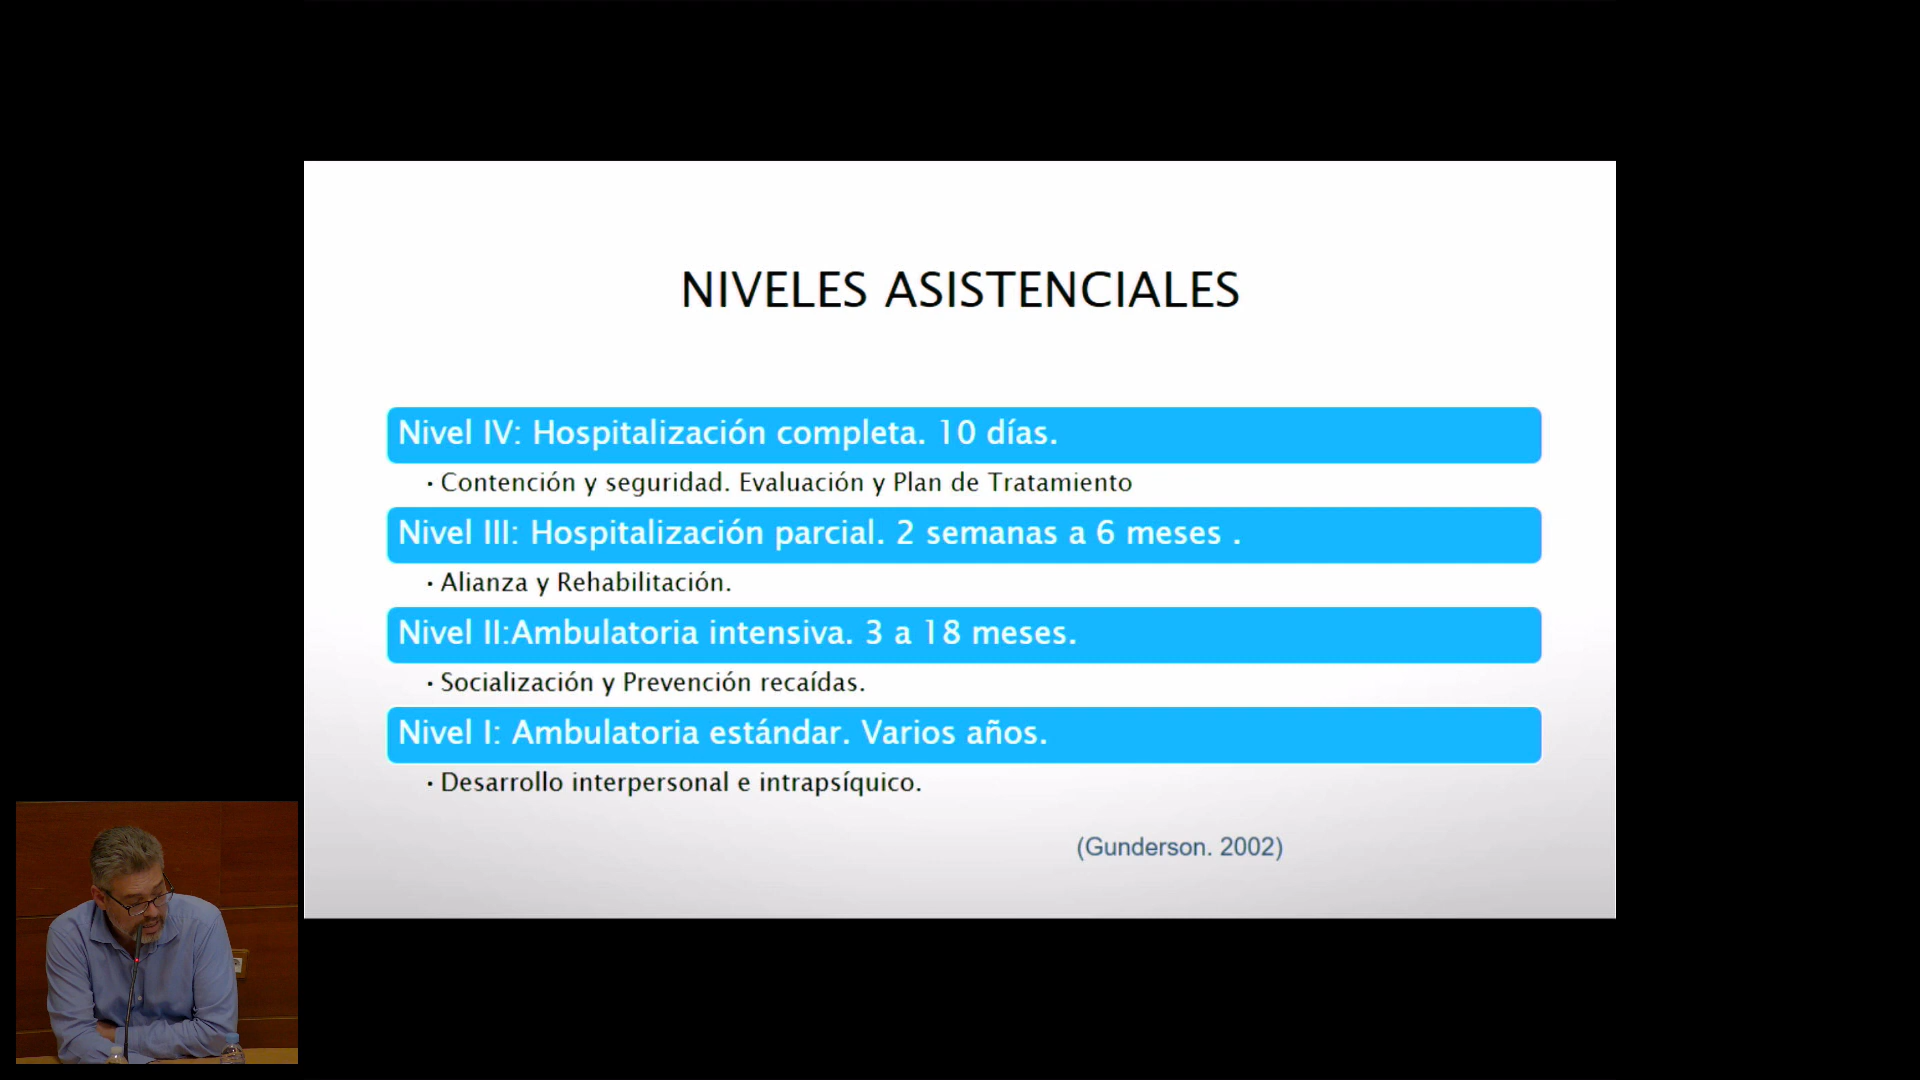 NIVELES ASISTENCIALES
Nivel IV: Hospitalización completa. 10 días.
• Contención y seguridad. Evaluación y Plan de Tratamiento
Nivel III: Hospitalización parcial. 2 semanas a 6 meses .
• Alianza y Rehabilitación.
Nivel II:Ambulatoria intensiva. 3 a 18 meses.
• Socialización y Prevención recaídas.
Nivel I: Ambulatoria estándar. Varios años.
• Desarrollo interpersonal e intrapsíquico.
(Gunderson. 2002)